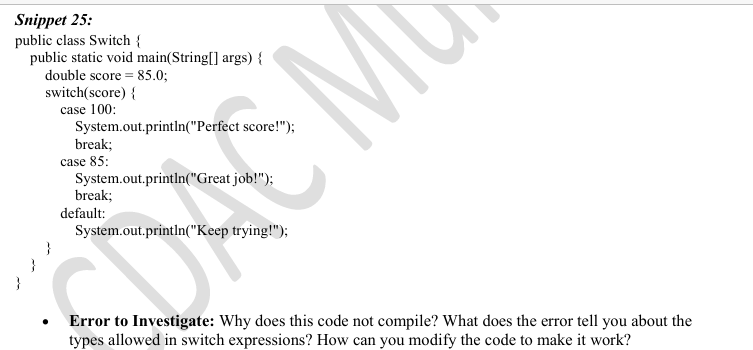 Snippet 25:
public class Switch {
public static void main(String[] args) {
double score = 85.0;
switch(score) {
case 100:
System.out.println("Perfect score!");
break;
case 85:
System.out.println("Great job!");
break;
default:
System.out.println("Keep trying!");
}
}
}
• Error to Investigate: Why does this code not compile? What does the error tell you about the
types allowed in switch expressions? How can you modify the code to make it work?
CDAC Mu